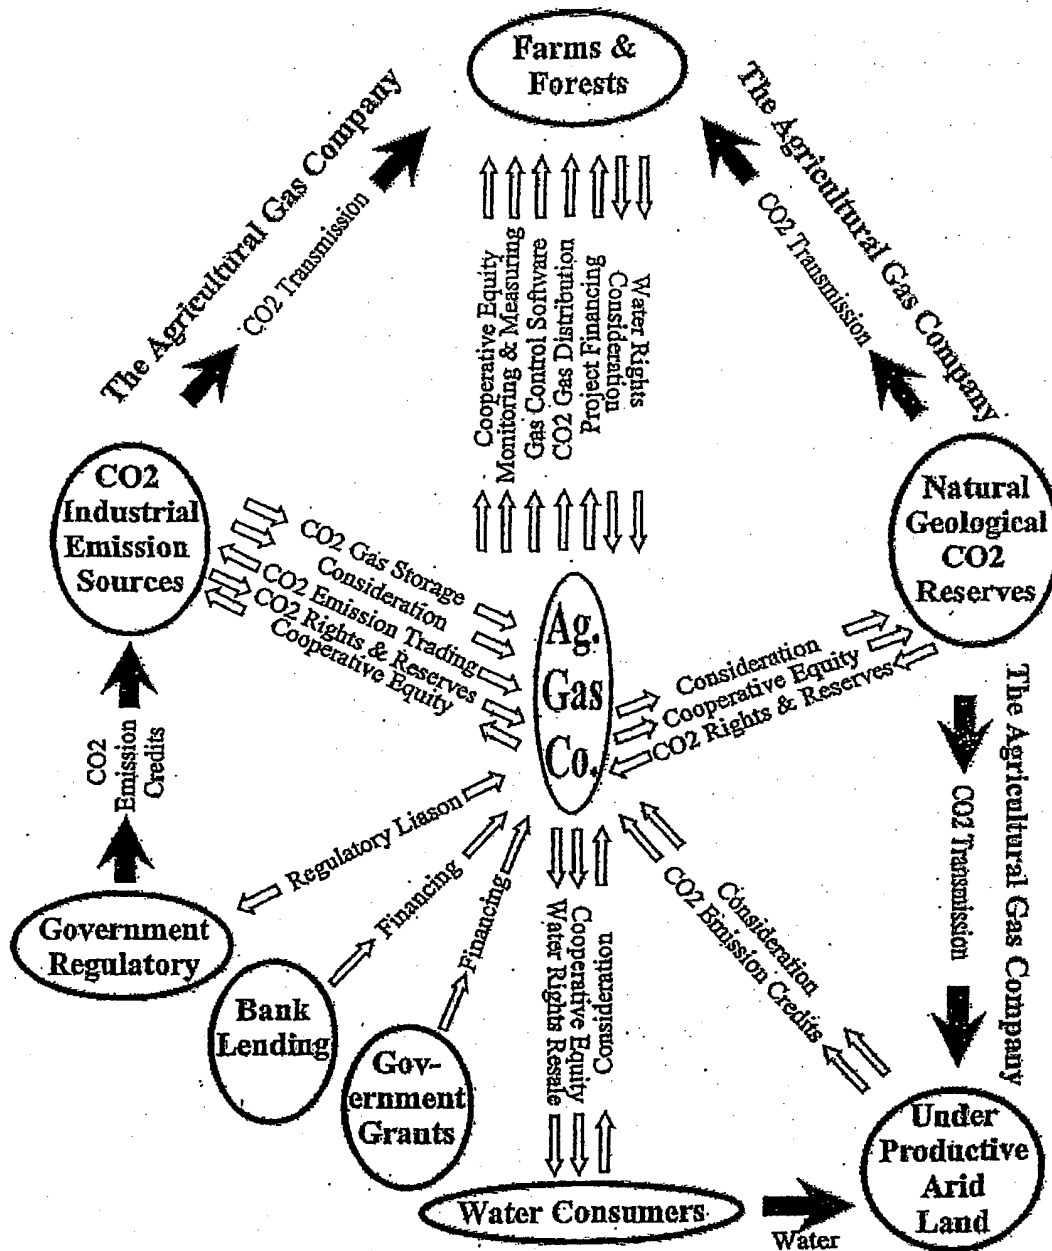 Farms &
Forests
The Agricultural Gas Company
CO2 Transmission
The Agricultural Gas Company
CO2 Transmission
Cooperative Equity
Monitoring & Measuring
Gas Control Software
CO2 Gas Distribution
Project Financing
Consideration
Water Rights
CO2
Industrial
Emission
Sources
Natural
Geological
CO2
Reserves
CO2 Gas Storage
Consideration
CO2 Emission Trading
CO2 Rights & Reserves
Cooperative Equity
Ag.
Gas
Co.
Consideration
Cooperative Equity
CO2 Rights & Reserves
CO2
Emission
Credits
The Agricultural Gas Company
CO2 Transmission
Regulatory Liason
Financing
Financing
Government
Regulatory
Bank
Lending
Gov-
ernment
Grants
Water Rights Resale
Cooperative Equity
Consideration
Consideration
CO2 Emission Credits
Under
Productive
Arid
Land
Water Consumers
Water